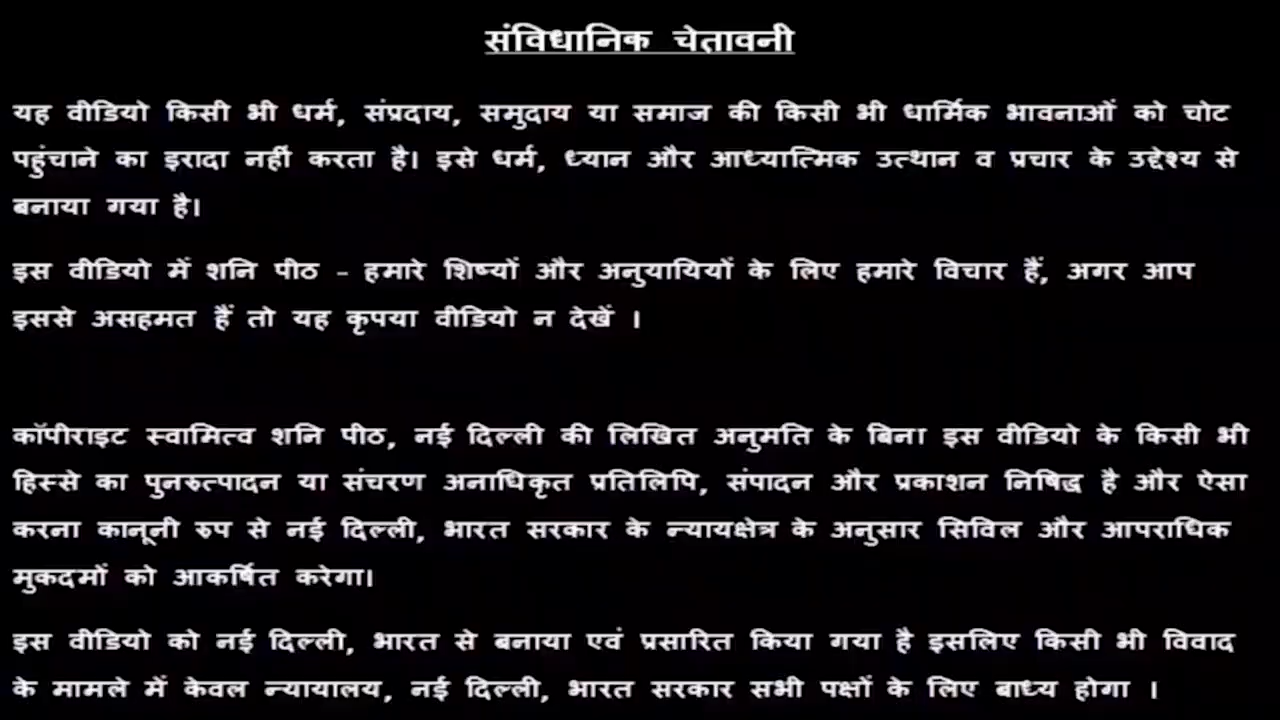 संविधानिक चेतावनी
यह वीडियो किसी भी धर्म, संप्रदाय, समुदाय या समाज की किसी भी धार्मिक भावनाओं को चोट
पहुंचाने का इरादा नहीं करता है। इसे धर्म, ध्यान और आध्यात्मिक उत्थान व प्रचार के उद्देश्य से
बनाया गया है।
इस वीडियो में शनि पीठ - हमारे शिष्यों और अनुयायियों के लिए हमारे विचार हैं, अगर आप
इससे असहमत हैं तो यह कृपया वीडियो न देखें ।
कॉपीराइट स्वामित्व शनि पीठ, नई दिल्ली की लिखित अनुमति के बिना इस वीडियो के किसी भी
हिस्से का पुनरुत्पादन या संचरण अनाधिकृत प्रतिलिपि, संपादन और प्रकाशन निषिद्ध है और ऐसा
करना कानूनी रुप से नई दिल्ली, भारत सरकार के न्यायक्षेत्र के अनुसार सिविल और आपराधिक
मुकदमों को आकर्षित करेगा।
इस वीडियो को नई दिल्ली, भारत से बनाया एवं प्रसारित किया गया है इसलिए किसी भी विवाद
के मामले में केवल न्यायालय, नई दिल्ली, भारत सरकार सभी पक्षों के लिए बाध्य होगा ।